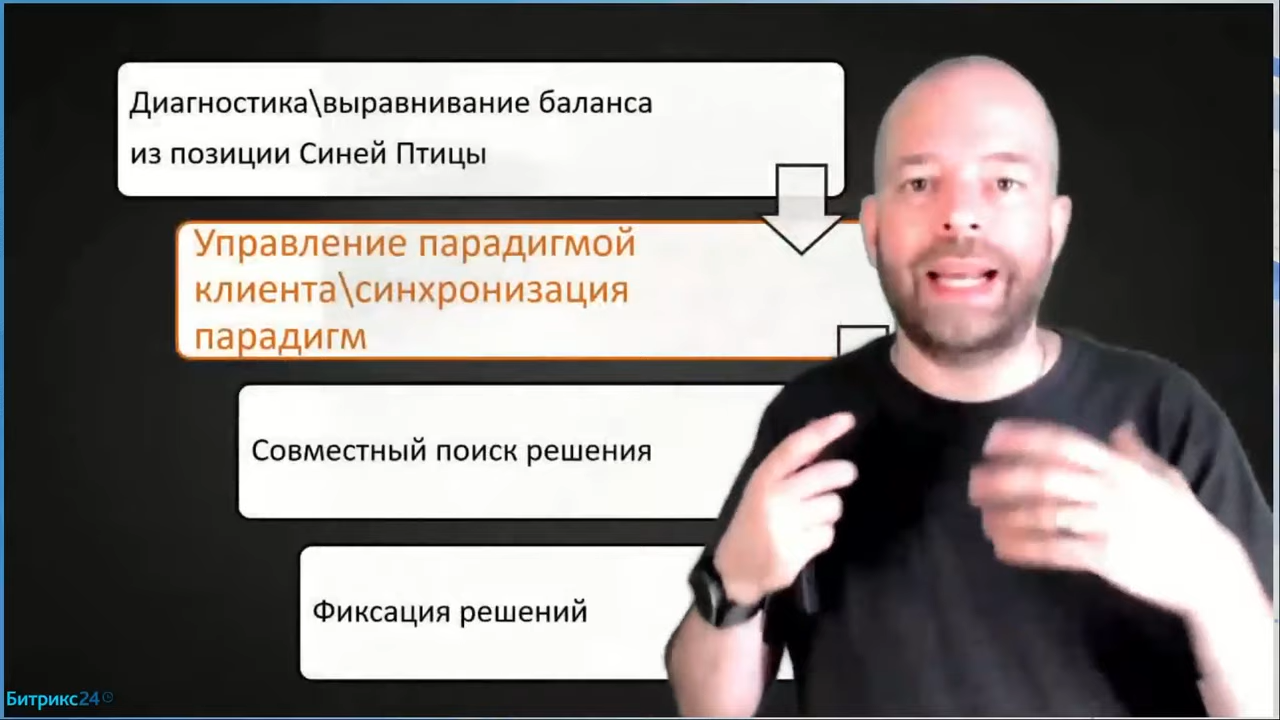 Диагностика\выравнивание баланса
из позиции Синей Птицы
Управление парадигмой
клиента\синхронизация
парадигм
Совместный поиск решения
Фиксация решений
Битрикс24